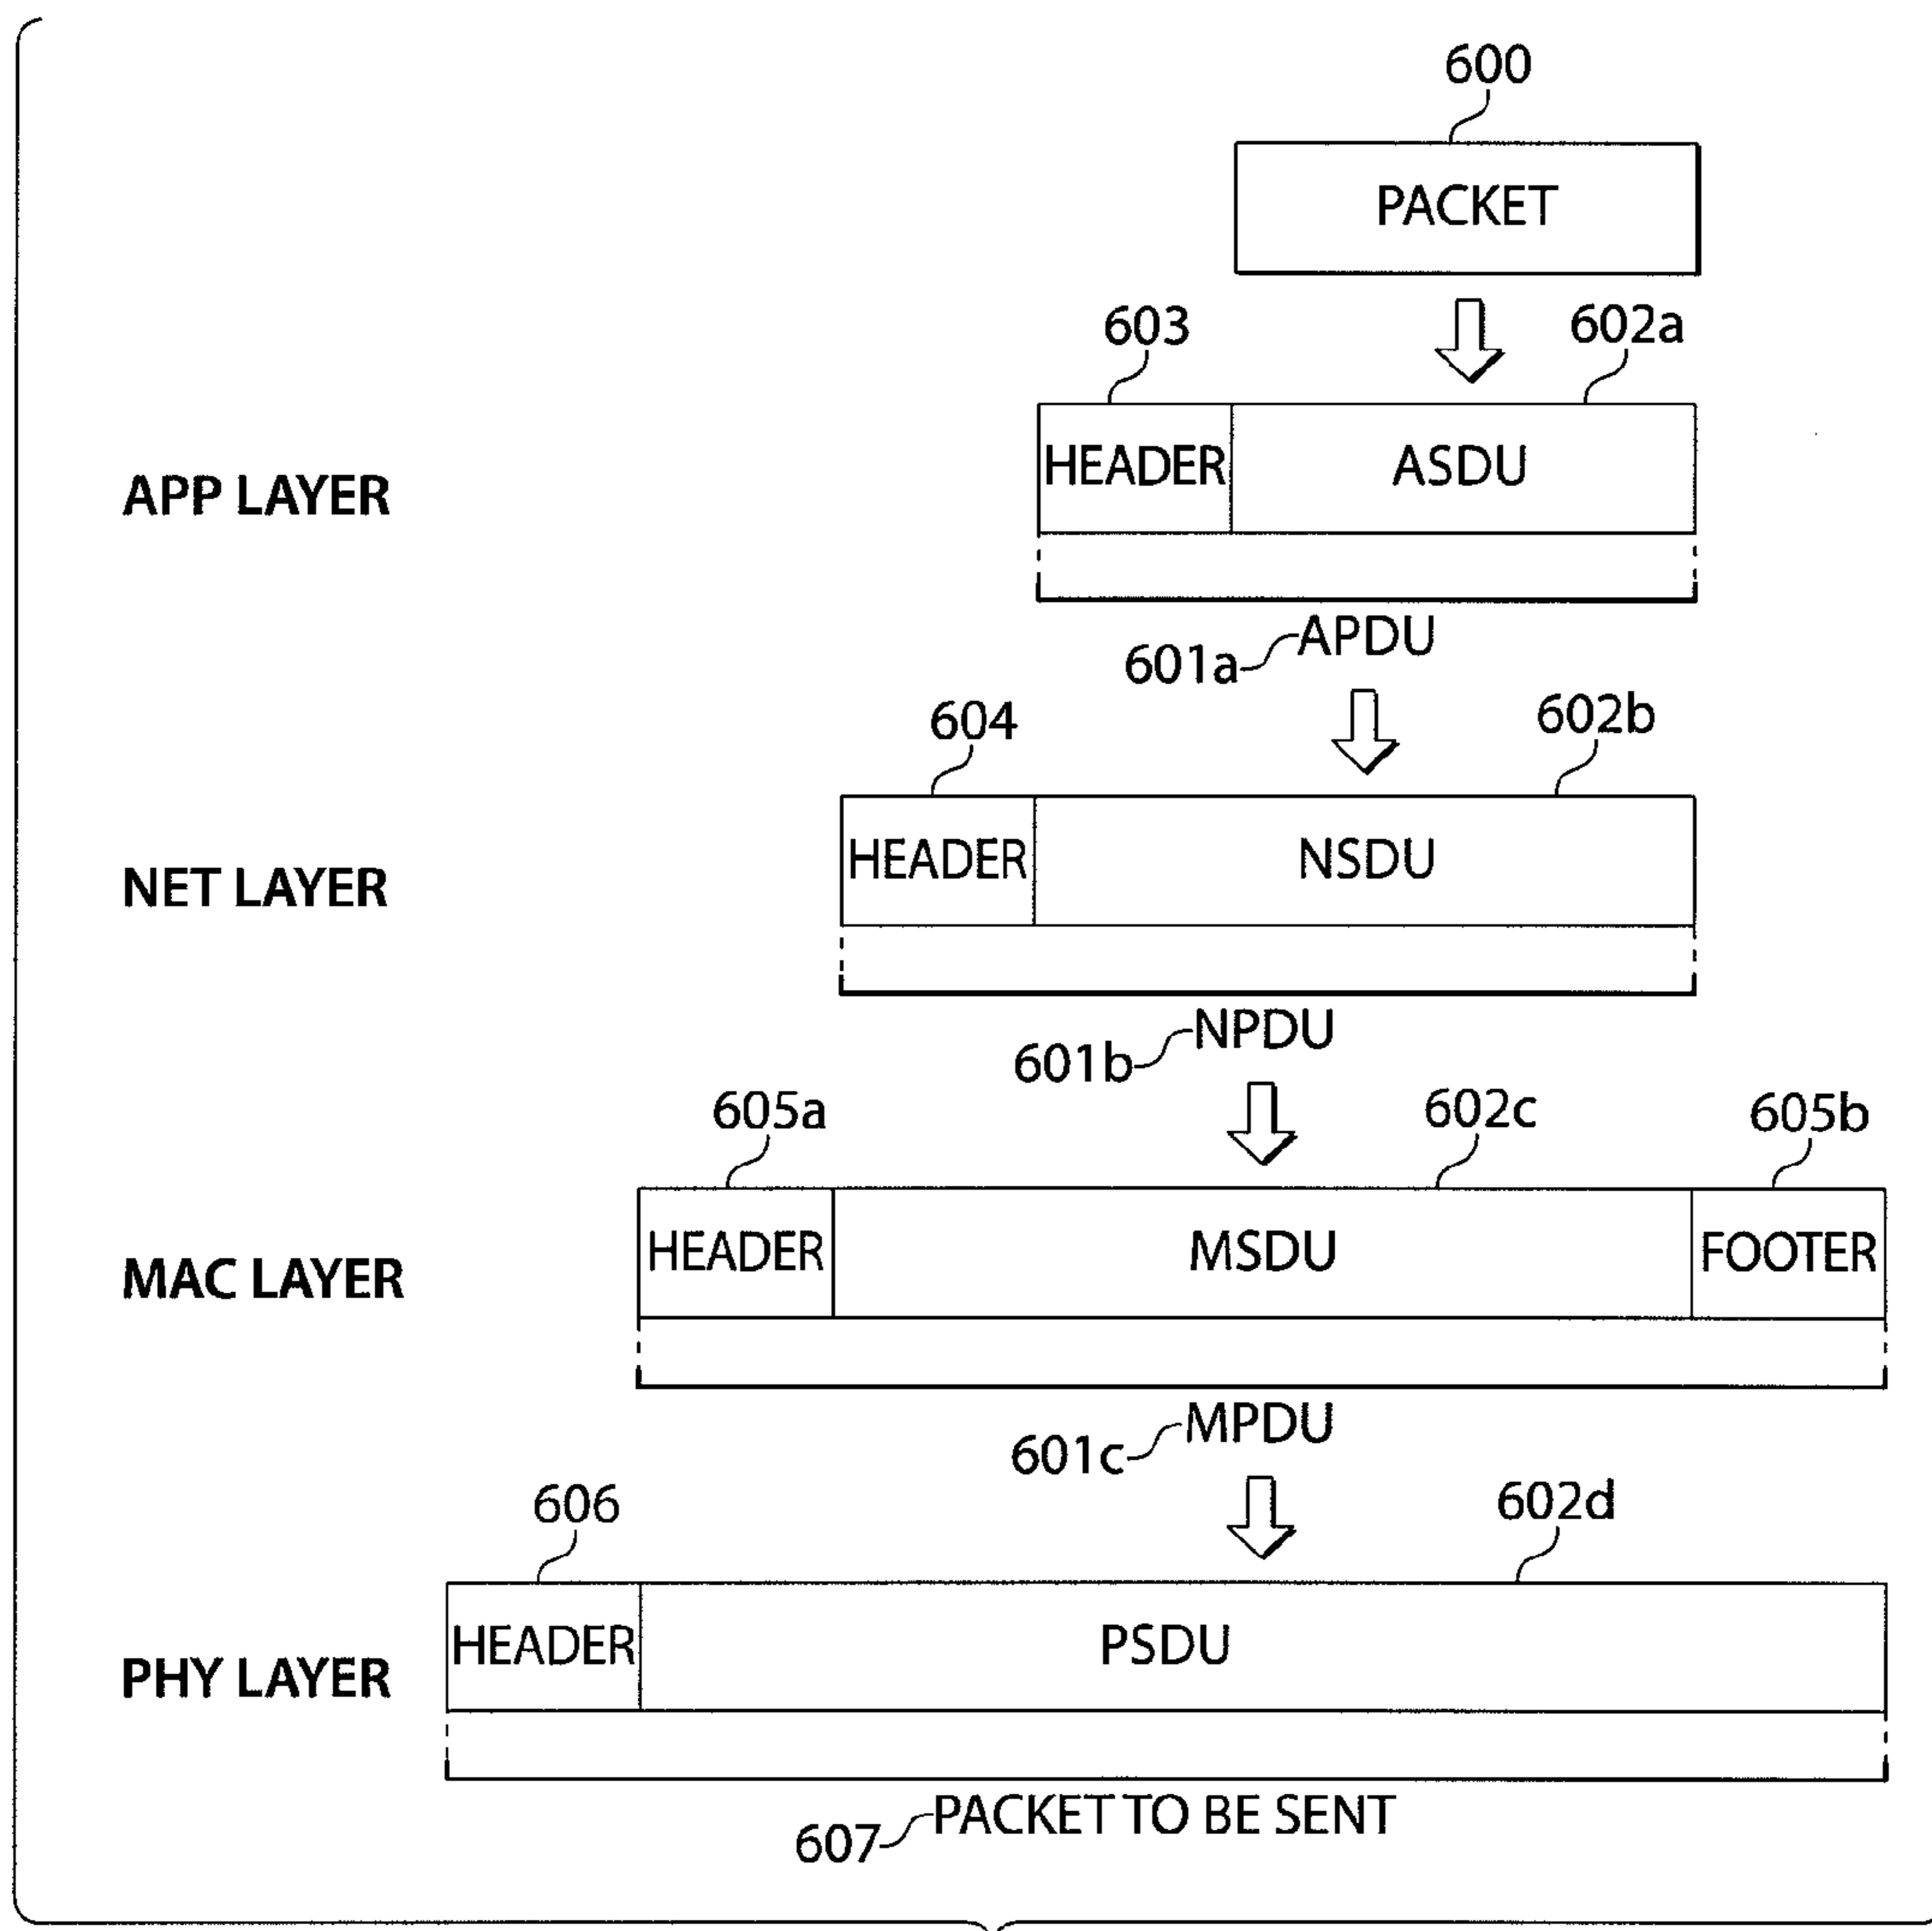 600
PACKET
603
602a
APP LAYER
HEADER
ASDU
APDU
601a
604
602b
NET LAYER
HEADER
NSDU
NPDU
601b
605a
602c
605b
MAC LAYER
HEADER
MSDU
FOOTER
MPDU
601c
606
602d
PHY LAYER
HEADER
PSDU
PACKET TO BE SENT
607